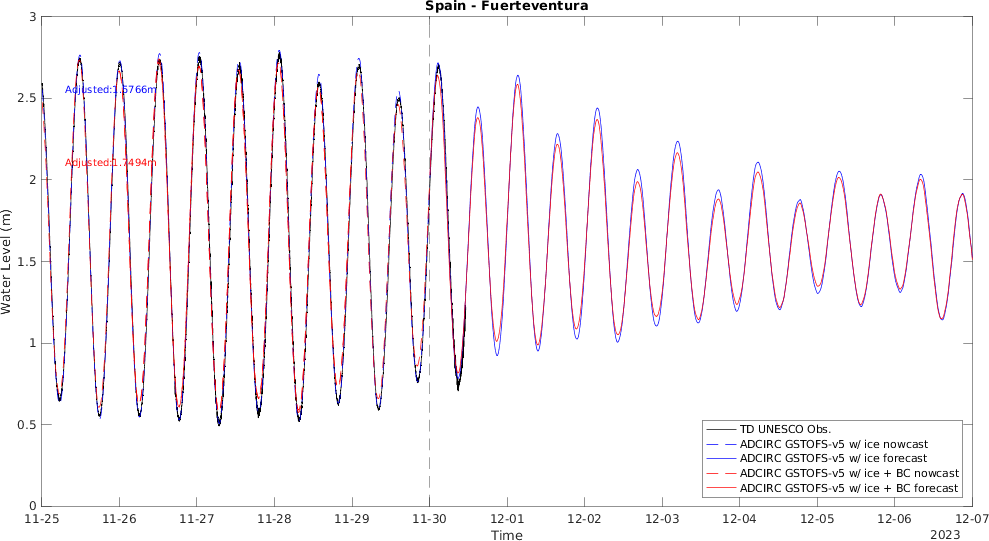 Spain - Fuerteventura
Water Level (m)
3
2.5
2
1.5
1
0.5
0
Adjusted:1.6766m
Adjusted:1.7494m
TD UNESCO Obs.
ADCIRC GSTOFS-v5 w/ ice nowcast
ADCIRC GSTOFS-v5 w/ ice forecast
ADCIRC GSTOFS-v5 w/ ice + BC nowcast
ADCIRC GSTOFS-v5 w/ ice + BC forecast
11-25 11-26 11-27 11-28 11-29 11-30 12-01 12-02 12-03 12-04 12-05 12-06 12-07
Time
2023